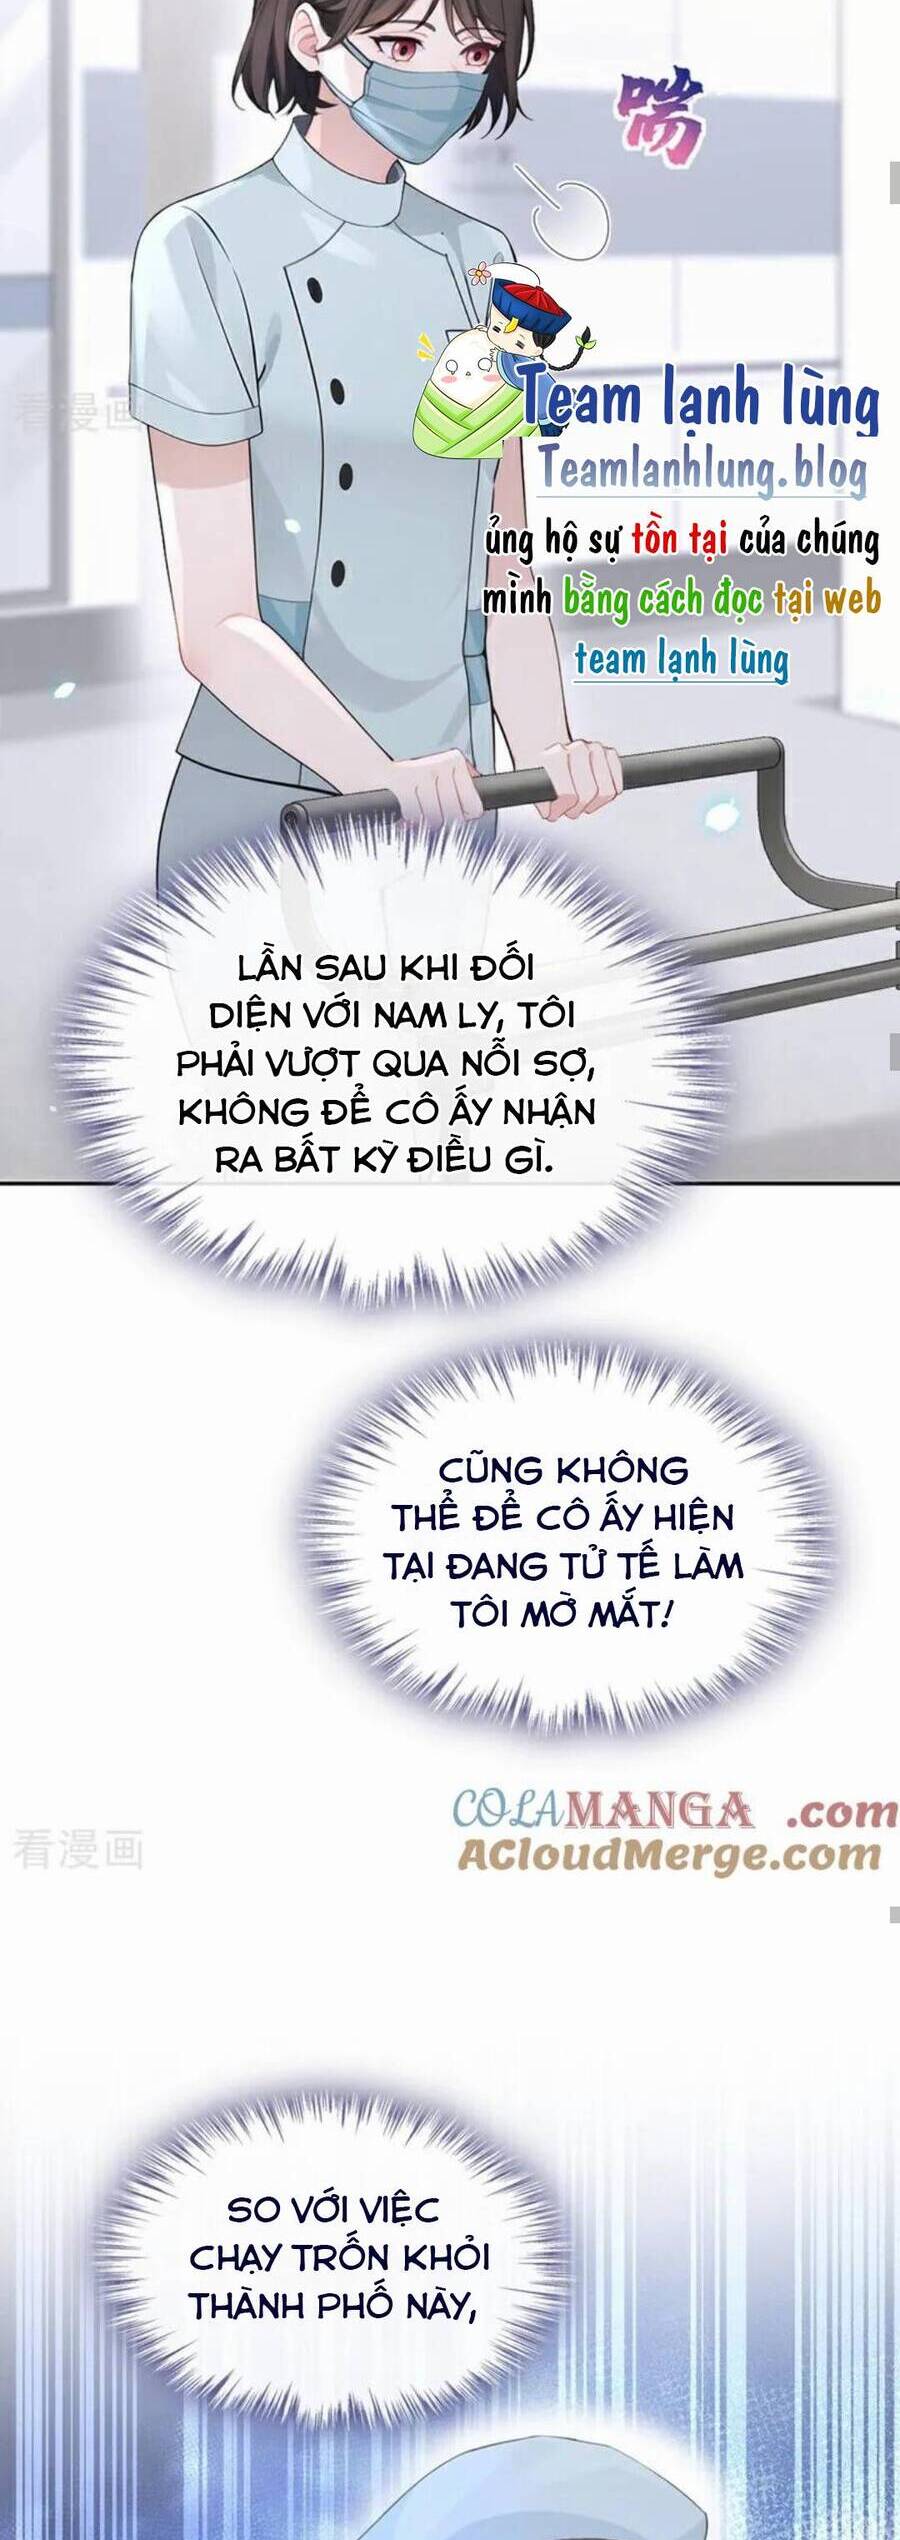 喘
Team lạnh lùng
Teamlanhlung.blog
ủng hộ sự tồn tại của chúng
mình bằng cách đọc tại web
team lạnh lùng
看漫画
LẦN SAU KHI ĐỐI
DIỆN VỚI NAM LY, TÔI
PHẢI VƯỢT QUA NỖI SỢ,
KHÔNG ĐỂ CÔ ẤY NHẬN
RA BẤT KỲ ĐIỀU GÌ.
CŨNG KHÔNG
THỂ ĐỂ CÔ ẤY HIỆN
TẠI ĐANG TỬ TẾ LÀM
TÔI MỜ MẮT!
COLAMANGA.com
ACloudMerge.com
看漫画
SO VỚI VIỆC
CHẠY TRỐN KHỎI
THÀNH PHỐ NÀY,